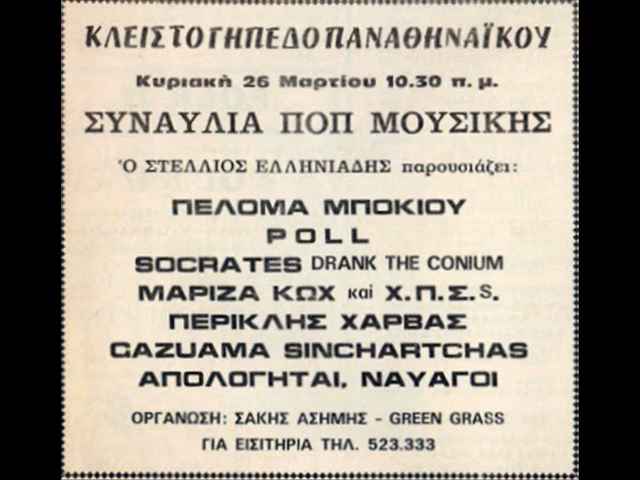 ΚΛΕΙΣΤΟ ΓΗΠΕΔΟ ΠΑΝΑΘΗΝΑΪΚΟΥ
Κυριακὴ 26 Μαρτίου 10.30 π.μ.
ΣΥΝΑΥΛΙΑ ΠΟΠ ΜΟΥΣΙΚΗΣ
Ὁ ΣΤΕΛΛΙΟΣ ΕΛΛΗΝΙΑΔΗΣ παρουσιάζει:
ΠΕΛΟΜΑ ΜΠΟΚΙΟΥ
POLL
SOCRATES DRANK THE CONIUM
ΜΑΡΙΖΑ ΚΩΧ καί Χ.Π.Σ.S.
ΠΕΡΙΚΛΗΣ ΧΑΡΒΑΣ
GAZUAMA SINCHARTCHAS
ΑΠΟΛΟΓΗΤΑΙ, ΝΑΥΑΓΟΙ
ΟΡΓΑΝΩΣΗ: ΣΑΚΗΣ ΑΣΗΜΗΣ - GREEN GRASS
ΓΙΑ ΕΙΣΙΤΗΡΙΑ ΤΗΛ. 523.333